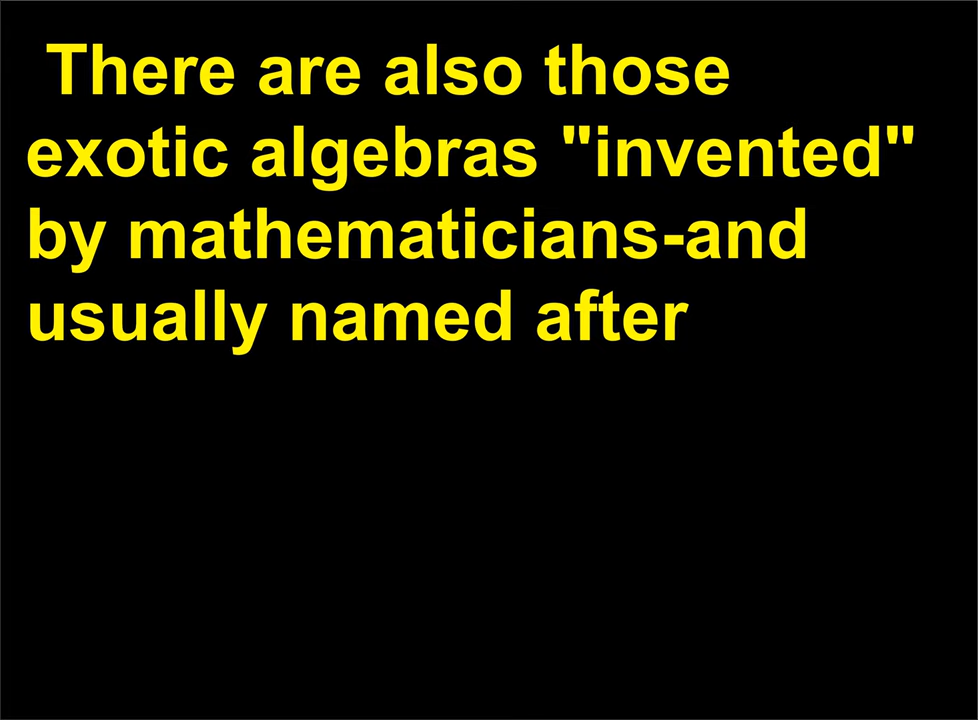 There are also those
exotic algebras "invented"
by mathematicians-and
usually named after